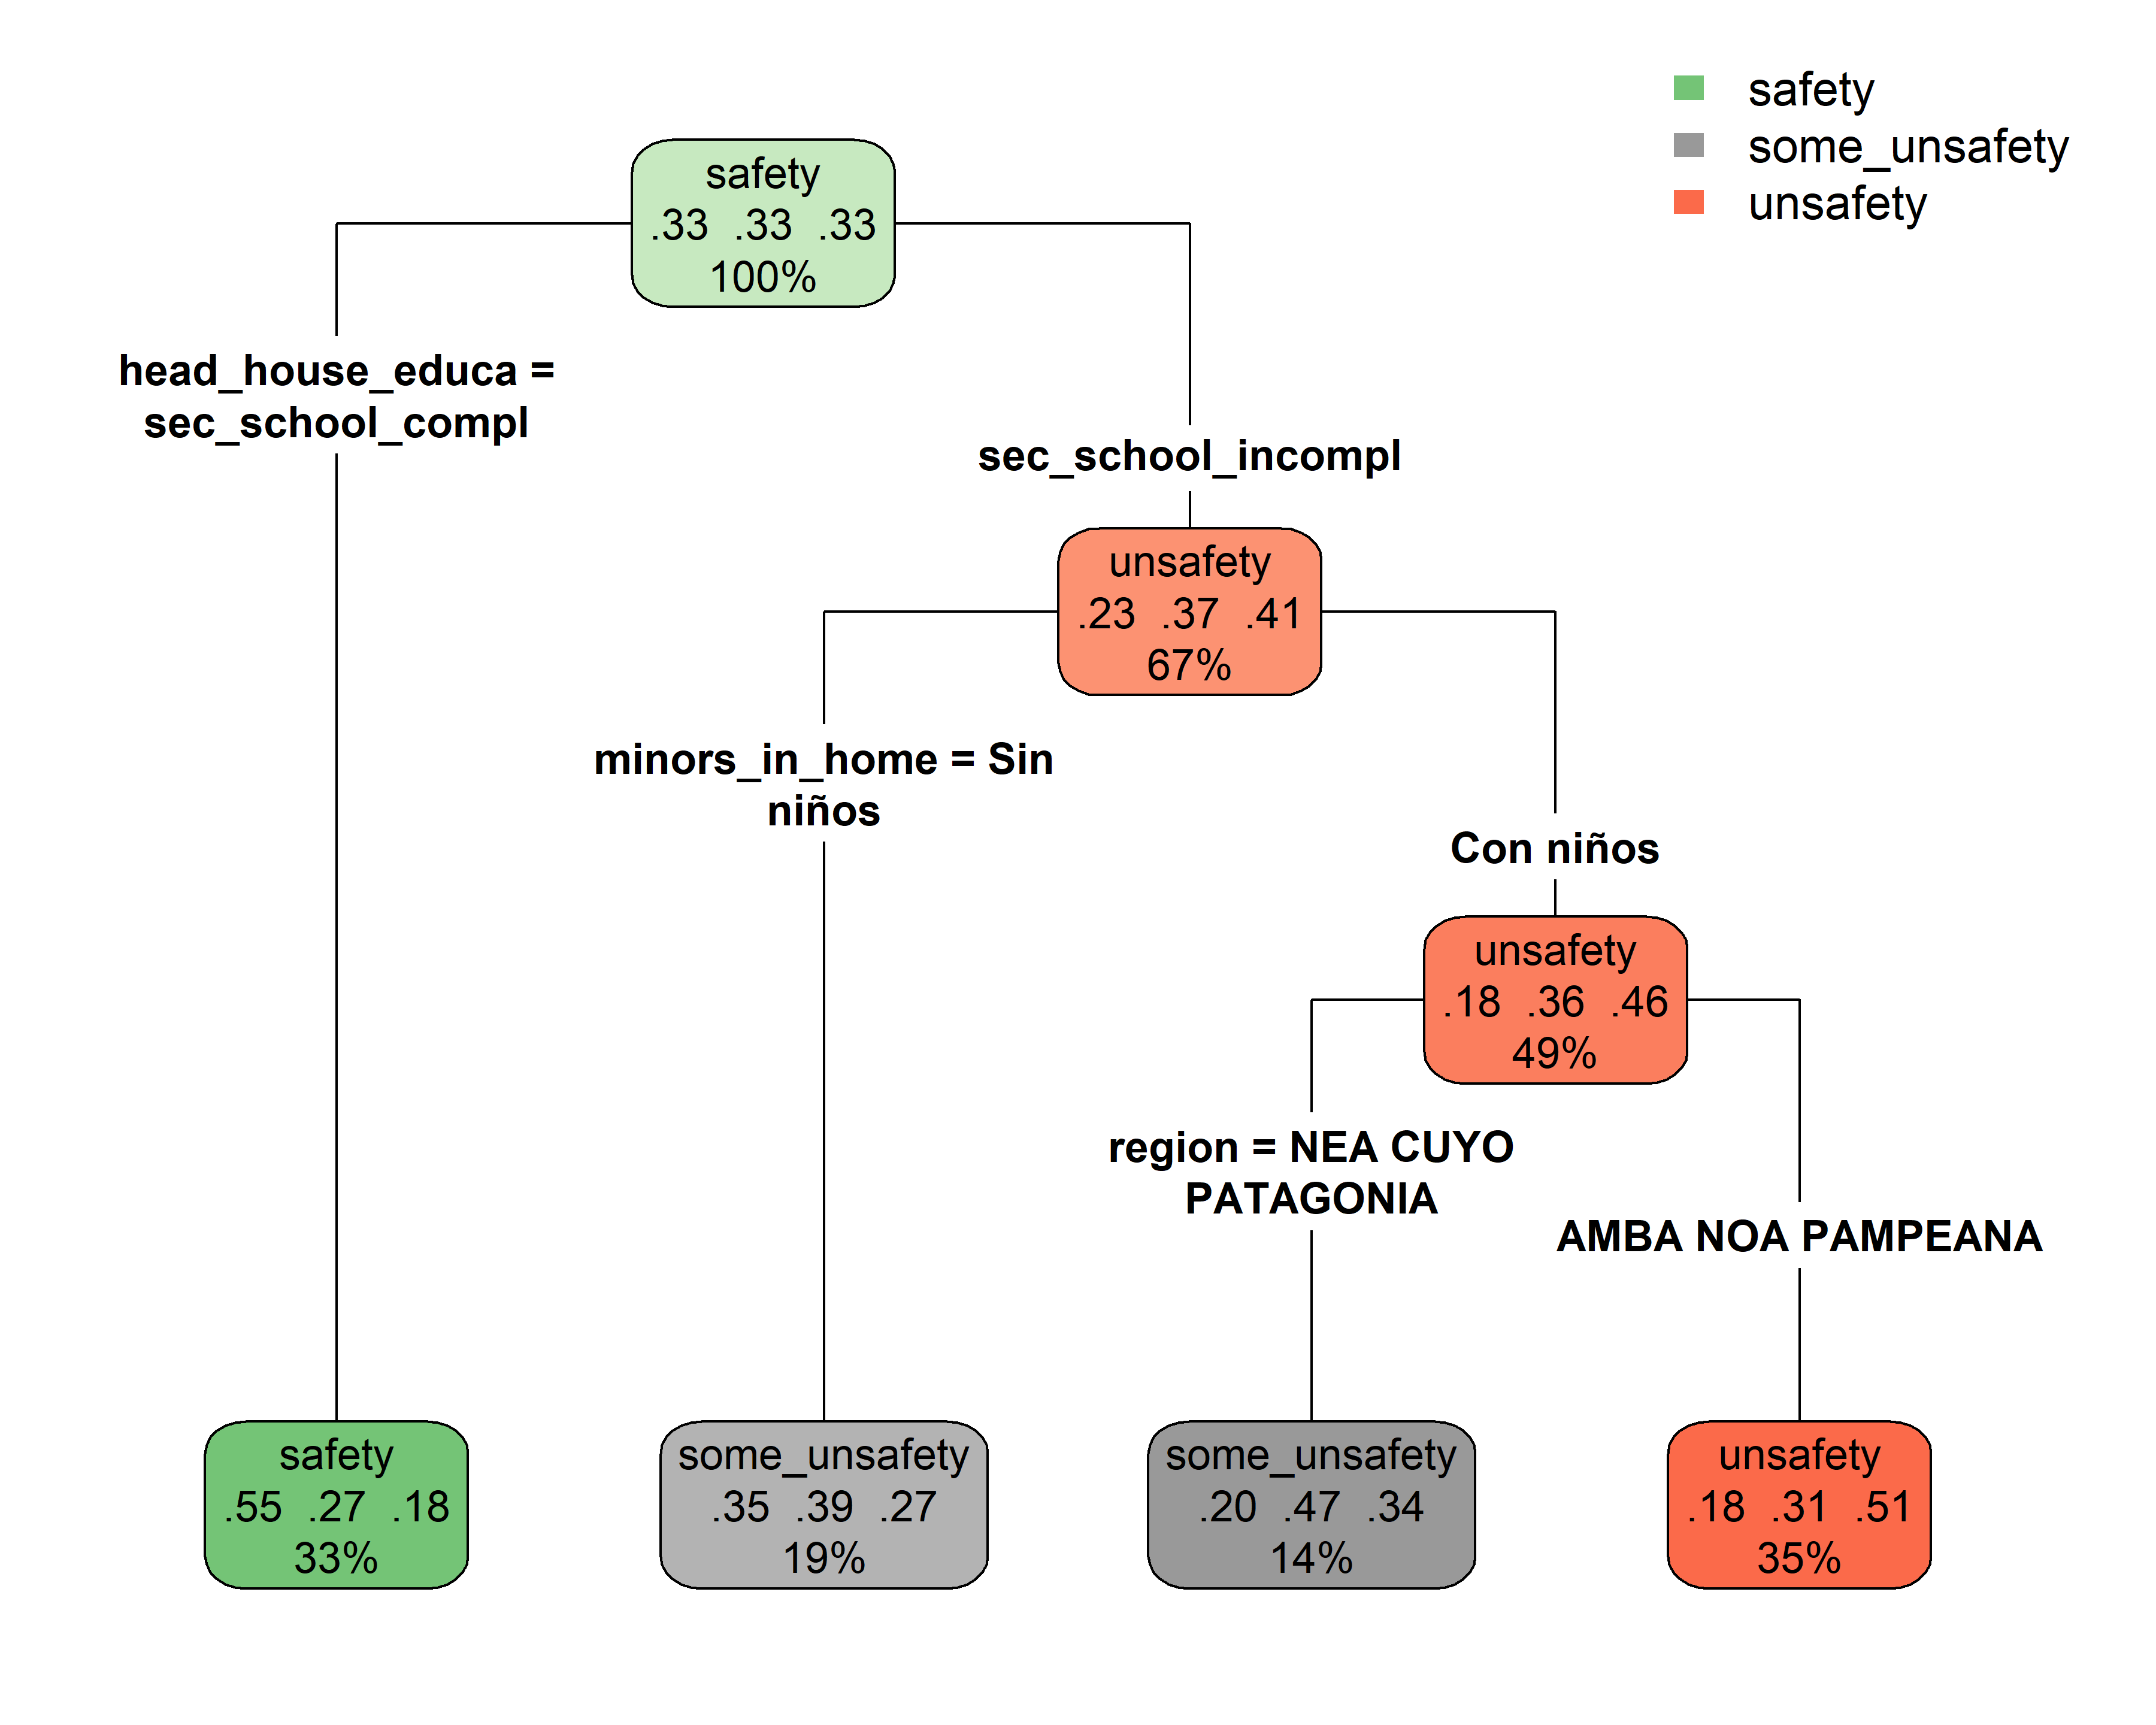 safety
some_unsafety
unsafety
safety
.33 .33 .33
100%
head_house_educa =
sec_school_compl
sec_school_incompl
unsafety
.23 .37 .41
67%
minors_in_home = Sin
niños
Con niños
unsafety
.18 .36 .46
49%
region = NEA CUYO
PATAGONIA
AMBA NOA PAMPEANA
safety
.55 .27 .18
33%
some_unsafety
.35 .39 .27
19%
some_unsafety
.20 .47 .34
14%
unsafety
.18 .31 .51
35%